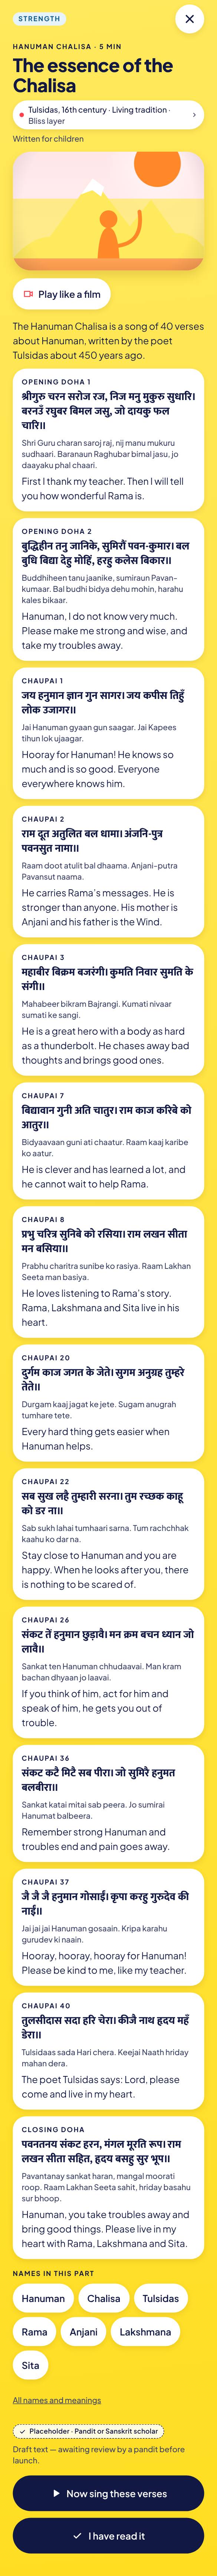 STRENGTH
HANUMAN CHALISA · 5 MIN
The essence of the
Chalisa
Tulsidas, 16th century · Living tradition ·
Bliss layer
Written for children
Play like a film
The Hanuman Chalisa is a song of 40 verses
about Hanuman, written by the poet
Tulsidas about 450 years ago.
OPENING DOHA 1
श्रीगुरु चरन सरोज रज, निज मनु मुकुरु सुधारि।
बरनउँ रघुबर बिमल जसु, जो दायकु फल
चारि।।
Shri Guru charan saroj raj, nij manu mukuru
sudhaari. Baranaun Raghubar bimal jasu, jo
daayaku phal chaari.
First I thank my teacher. Then I will tell
you how wonderful Rama is.
OPENING DOHA 2
बुद्धिहीन तनु जानिके, सुमिरौं पवन-कुमार। बल
बुधि बिद्या देहु मोहिं, हरहु कलेस बिकार।।
Buddhiheen tanu jaanike, sumiraun Pavan-
kumaar. Bal budhi bidya dehu mohin, harahu
kales bikaar.
Hanuman, I do not know very much.
Please make me strong and wise, and
take my troubles away.
CHAUPAI 1
जय हनुमान ज्ञान गुन सागर। जय कपीस तिहुँ
लोक उजागर।।
Jai Hanumaan gyaan gun saagar. Jai Kapees
tihun lok ujaagar.
Hooray for Hanuman! He knows so
much and is so good. Everyone
everywhere knows him.
CHAUPAI 2
राम दूत अतुलित बल धामा। अंजनि-पुत्र
पवनसुत नामा।।
Raam doot atulit bal dhaama. Anjani-putra
Pavansut naama.
He carries Rama's messages. He is
stronger than anyone. His mother is
Anjani and his father is the Wind.
CHAUPAI 3
महाबीर बिक्रम बजरंगी। कुमति निवार सुमति के
संगी।।
Mahabeer bikram Bajrangi. Kumati nivaar
sumati ke sangi.
He is a great hero with a body as hard
as a thunderbolt. He chases away bad
thoughts and brings good ones.
CHAUPAI 7
बिद्यावान गुनी अति चातुर। राम काज करिबे को
आतुर।।
Bidyaavaan guni ati chaatur. Raam kaaj karibe
ko aatur.
He is clever and has learned a lot, and
he cannot wait to help Rama.
CHAUPAI 8
प्रभु चरित्र सुनिबे को रसिया। राम लखन सीता
मन बसिया।।
Prabhu charitra sunibe ko rasiya. Raam Lakhan
Seeta man basiya.
He loves listening to Rama's story.
Rama, Lakshmana and Sita live in his
heart.
CHAUPAI 20
दुर्गम काज जगत के जेते। सुगम अनुग्रह तुम्हरे
तेते।।
Durgam kaaj jagat ke jete. Sugam anugrah
tumhare tete.
Every hard thing gets easier when
Hanuman helps.
CHAUPAI 22
सब सुख लहै तुम्हारी सरना। तुम रच्छक काहू
को डर ना।।
Sab sukh lahai tumhaari sarna. Tum rachchhak
kaahu ko dar na.
Stay close to Hanuman and you are
happy. When he looks after you, there
is nothing to be scared of.
CHAUPAI 26
संकट तें हनुमान छुड़ावै। मन क्रम बचन ध्यान जो
लावै।।
Sankat ten Hanumaan chhudaavai. Man kram
bachan dhyaan jo laavai.
If you think of him, act for him and
speak of him, he gets you out of
trouble.
CHAUPAI 36
संकट कटै मिटै सब पीरा। जो सुमिरै हनुमत
बलबीरा।।
Sankat katai mitai sab peera. Jo sumirai
Hanumat balbeera.
Remember strong Hanuman and
troubles end and pain goes away.
CHAUPAI 37
जै जै जै हनुमान गोसाईं। कृपा करहु गुरुदेव की
नाईं।।
Jai jai jai Hanumaan gosaain. Kripa karahu
gurudev ki naain.
Hooray, hooray, hooray for Hanuman!
Please be kind to me, like my teacher.
CHAUPAI 40
तुलसीदास सदा हरि चेरा। कीजै नाथ हृदय महँ
डेरा।।
Tulsidaas sada Hari chera. Keejai Naath hriday
mahan dera.
The poet Tulsidas says: Lord, please
come and live in my heart.
CLOSING DOHA
पवनतनय संकट हरन, मंगल मूरति रूप। राम
लखन सीता सहित, हृदय बसहु सुर भूप।।
Pavantanay sankat haran, mangal moorati
roop. Raam Lakhan Seeta sahit, hriday basahu
sur bhoop.
Hanuman, you take troubles away and
bring good things. Please live in my
heart with Rama, Lakshmana and Sita.
NAMES IN THIS PART
Hanuman Chalisa Tulsidas
Rama Anjani Lakshmana
Sita
All names and meanings
Placeholder · Pandit or Sanskrit scholar
Draft text — awaiting review by a pandit before
launch.
Now sing these verses
I have read it